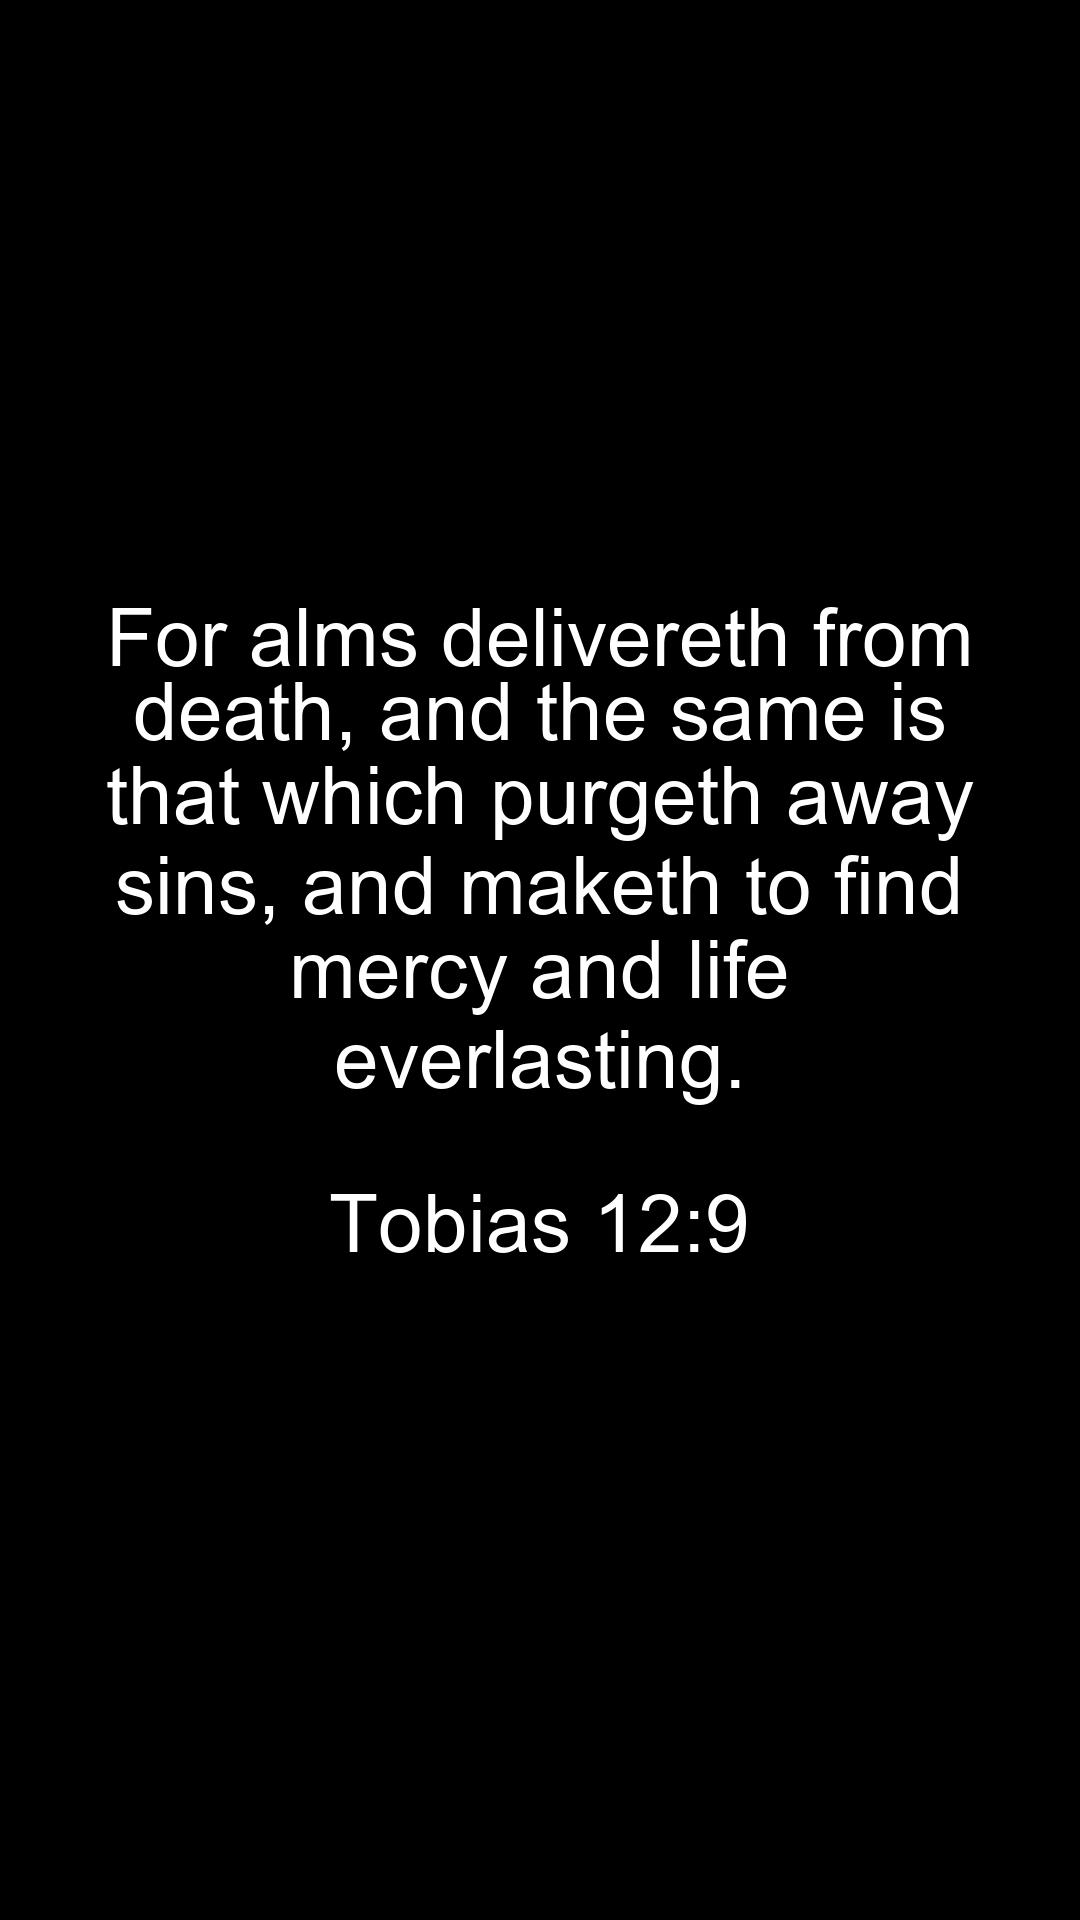 For alms delivereth from
death, and the same is
that which purgeth away
sins, and maketh to find
mercy and life
everlasting.
Tobias 12:9